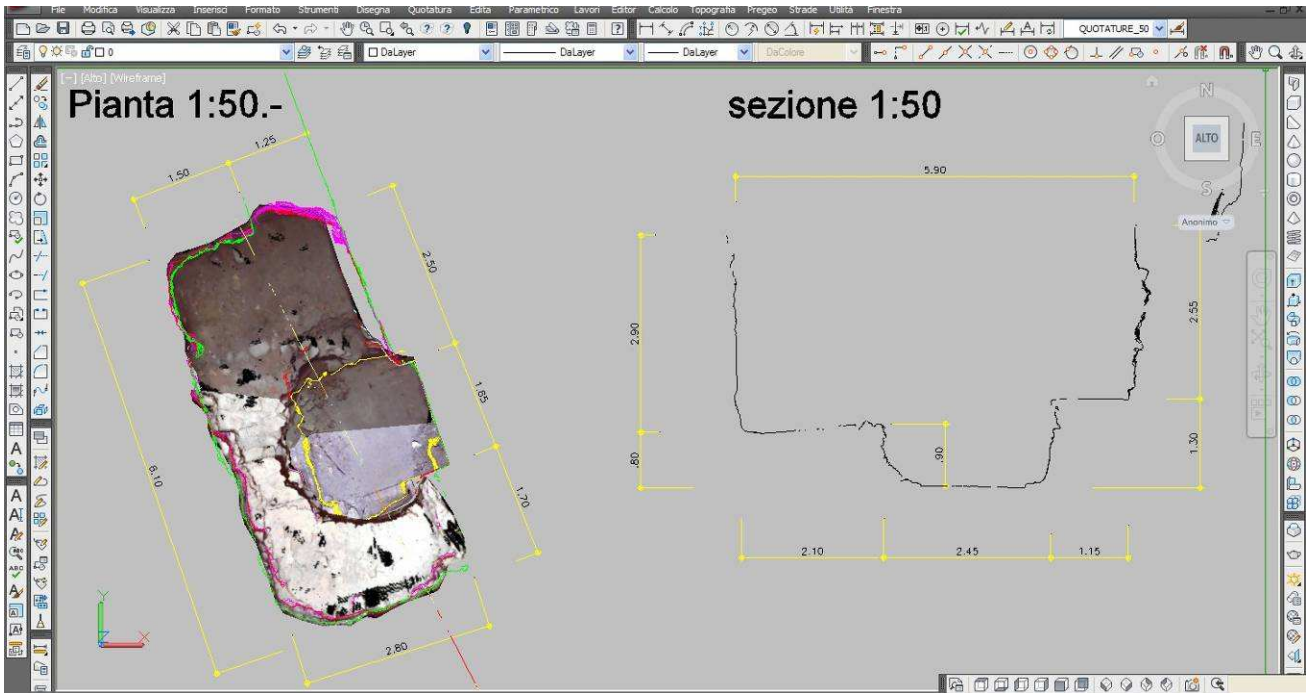 File Modifica Visualizza Inserisci Formato Strumenti Disegna Quotatura Edita Parametrico Lavori Editor Calcolo Topografia Pregeo Strade Utilità Finestra
QUOTATURE_50
0 DaLayer DaLayer DaLayer DaColore
[−] [Alto] [Wireframe]
Pianta 1:50.-
sezione 1:50
N
O ALTO E
S
Anonimo
1.25
1.50
2.50
6.10
1.65
1.70
2.80
5.90
2.90
2.55
.80
.90
1.30
2.10
2.45
1.15
Y
Z X